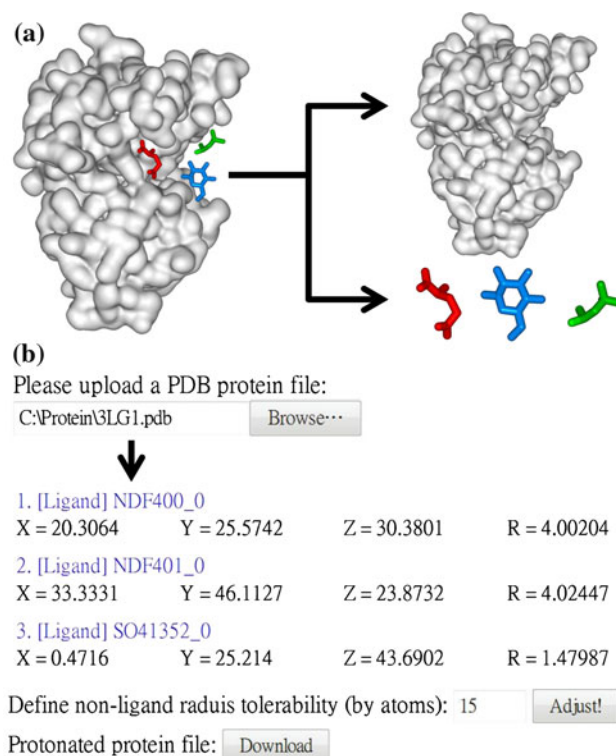 (a)
(b)
Please upload a PDB protein file:
C:\Protein\3LG1.pdb Browse⋯
1. [Ligand] NDF400_0
X = 20.3064 Y = 25.5742 Z = 30.3801 R = 4.00204
2. [Ligand] NDF401_0
X = 33.3331 Y = 46.1127 Z = 23.8732 R = 4.02447
3. [Ligand] SO41352_0
X = 0.4716 Y = 25.214 Z = 43.6902 R = 1.47987
Define non-ligand raduis tolerability (by atoms): 15 Adjust!
Protonated protein file: Download